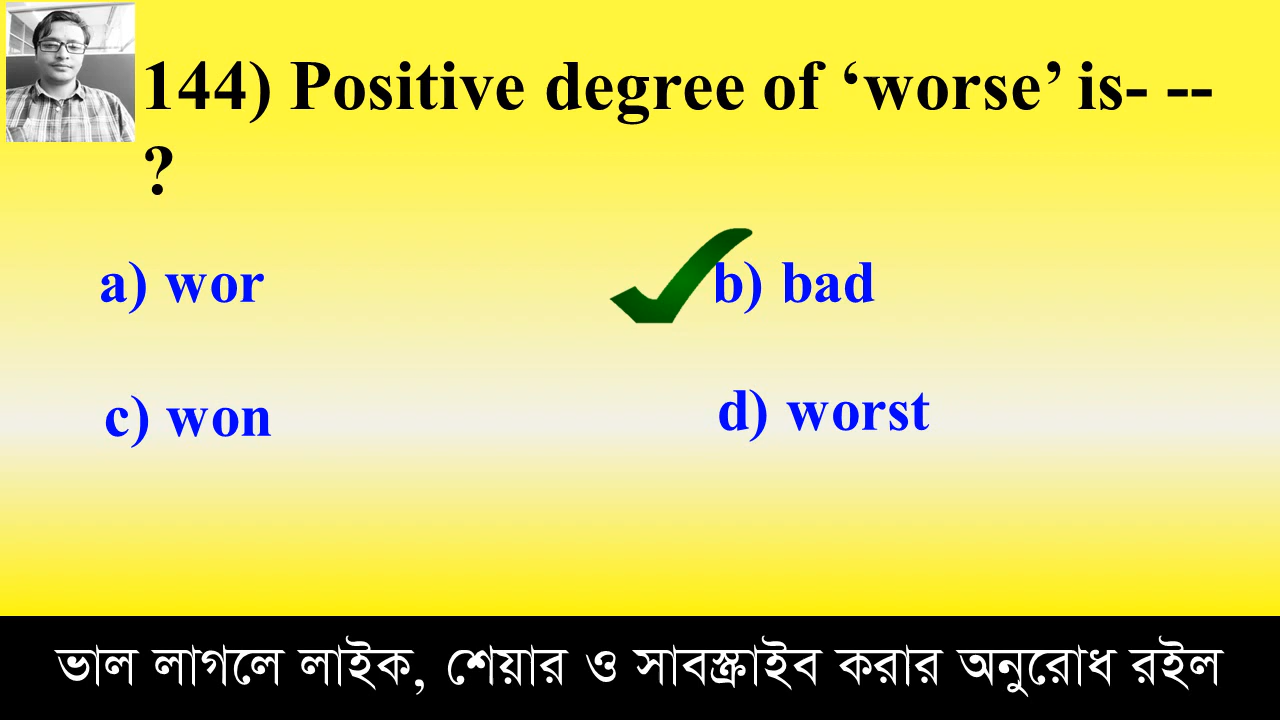 144) Positive degree of ‘worse’ is- --
?
a) wor
b) bad
c) won
d) worst
ভাল লাগলে লাইক, শেয়ার ও সাবস্ক্রাইব করার অনুরোধ রইল